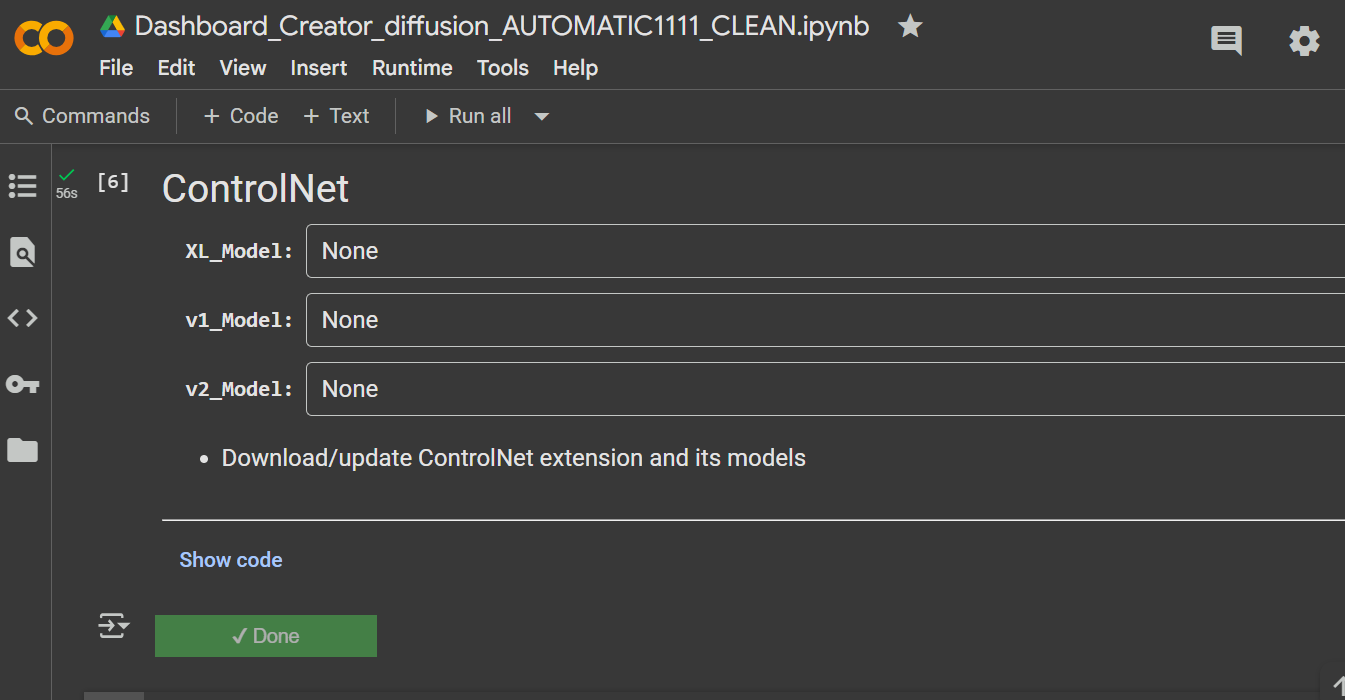 Dashboard_Creator_diffusion_AUTOMATIC1111_CLEAN.ipynb
File Edit View Insert Runtime Tools Help
Commands + Code + Text Run all
56s
[6] ControlNet
XL_Model: None
v1_Model: None
v2_Model: None
• Download/update ControlNet extension and its models
Show code
✓ Done